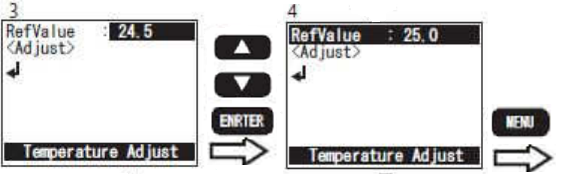 3
RefValue : 24.5
<Adjust>
Temperature Adjust
▲
▼
ENRTER
4
RefValue : 25.0
<Adjust>
Temperature Adjust
MENU